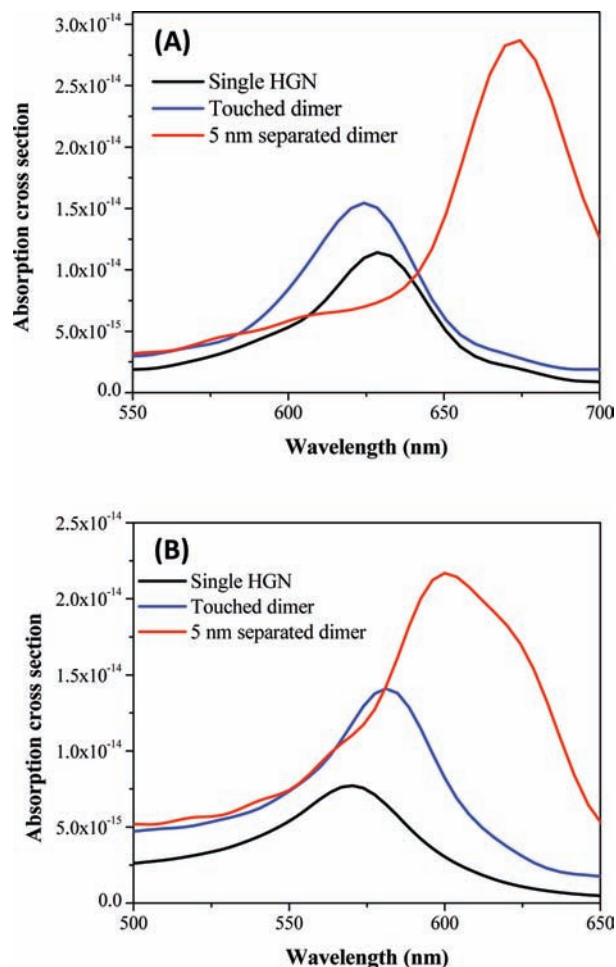 (A)
Single HGN
Touched dimer
5 nm separated dimer
Absorption cross section
3.0x10⁻¹⁴
2.5x10⁻¹⁴
2.0x10⁻¹⁴
1.5x10⁻¹⁴
1.0x10⁻¹⁴
5.0x10⁻¹⁵
0.0
550 600 650 700
Wavelength (nm)
(B)
Single HGN
Touched dimer
5 nm separated dimer
Absorption cross section
2.5x10⁻¹⁴
2.0x10⁻¹⁴
1.5x10⁻¹⁴
1.0x10⁻¹⁴
5.0x10⁻¹⁵
0.0
500 550 600 650
Wavelength (nm)